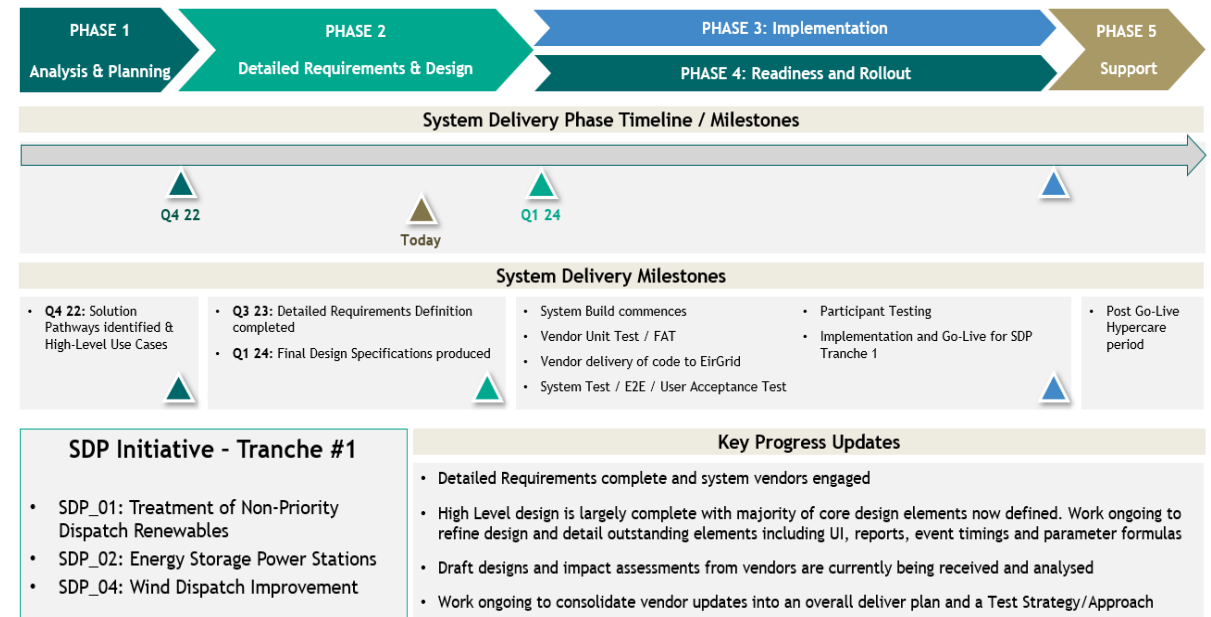 PHASE 1
Analysis & Planning
PHASE 2
Detailed Requirements & Design
PHASE 3: Implementation
PHASE 4: Readiness and Rollout
PHASE 5
Support
System Delivery Phase Timeline / Milestones
Q4 22
Today
Q1 24
System Delivery Milestones
• Q4 22: Solution
Pathways identified &
High-Level Use Cases
• Q3 23: Detailed Requirements Definition
completed
• Q1 24: Final Design Specifications produced
• System Build commences
• Vendor Unit Test / FAT
• Vendor delivery of code to EirGrid
• System Test / E2E / User Acceptance Test
• Participant Testing
• Implementation and Go-Live for SDP
Tranche 1
• Post Go-Live
Hypercare
period
SDP Initiative – Tranche #1
• SDP_01: Treatment of Non-Priority
Dispatch Renewables
• SDP_02: Energy Storage Power Stations
• SDP_04: Wind Dispatch Improvement
Key Progress Updates
• Detailed Requirements complete and system vendors engaged
• High Level design is largely complete with majority of core design elements now defined. Work ongoing to
refine design and detail outstanding elements including UI, reports, event timings and parameter formulas
• Draft designs and impact assessments from vendors are currently being received and analysed
• Work ongoing to consolidate vendor updates into an overall deliver plan and a Test Strategy/Approach